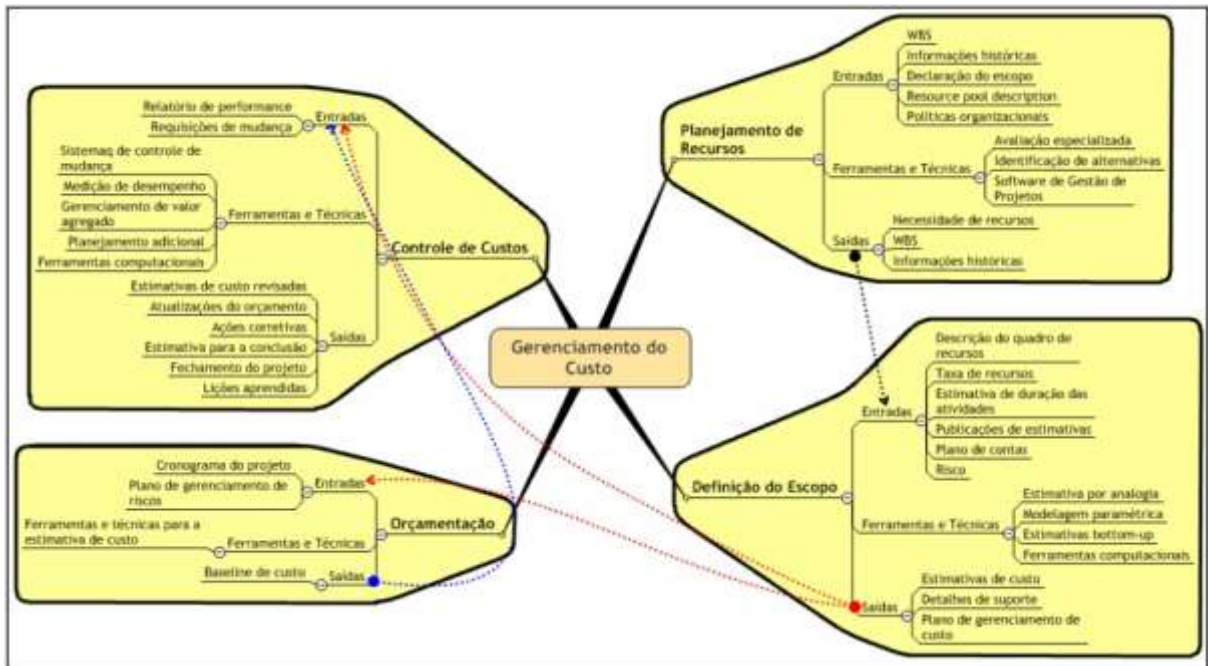 Gerenciamento do
Custo
Planejamento de
Recursos
Entradas
WBS
Informações históricas
Declaração do escopo
Resource pool description
Políticas organizacionais
Ferramentas e Técnicas
Avaliação especializada
Identificação de alternativas
Software de Gestão de
Projetos
Saídas
Necessidade de recursos
WBS
Informações históricas
Definição do Escopo
Entradas
Descrição do quadro de
recursos
Taxa de recursos
Estimativa de duração das
atividades
Publicações de estimativas
Plano de contas
Risco
Ferramentas e Técnicas
Estimativa por analogia
Modelagem paramétrica
Estimativas bottom-up
Ferramentas computacionais
Saídas
Estimativas de custo
Detalhes de suporte
Plano de gerenciamento de
custo
Orçamentação
Entradas
Cronograma do projeto
Plano de gerenciamento de
riscos
Ferramentas e Técnicas
Ferramentas e técnicas para a
estimativa de custo
Saídas
Baseline de custo
Controle de Custos
Entradas
Relatório de performance
Requisições de mudança
Ferramentas e Técnicas
Sistemaq de controle de
mudança
Medição de desempenho
Gerenciamento de valor
agregado
Planejamento adicional
Ferramentas computacionais
Saídas
Estimativas de custo revisadas
Atualizações do orçamento
Ações corretivas
Estimativa para a conclusão
Fechamento do projeto
Lições aprendidas